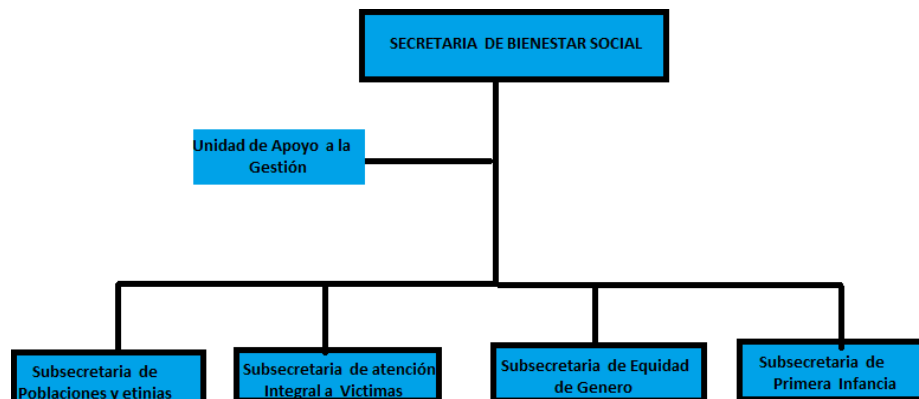 SECRETARIA DE BIENESTAR SOCIAL
Unidad de Apoyo a la
Gestión
Subsecretaria de
Poblaciones y etinias
Subsecretaria de atención
Integral a Victimas
Subsecretaria de Equidad
de Genero
Subsecretaria de
Primera Infancia